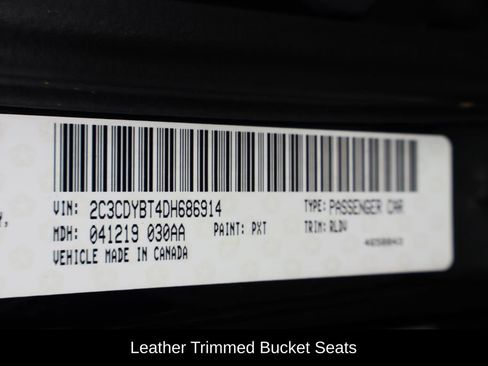 VIN: 2C3CDYBT4DH686914 TYPE: PASSENGER CAR
MDH: 041219 030AA PAINT: PXT TRIM: RLDV
VEHICLE MADE IN CANADA
Leather Trimmed Bucket Seats